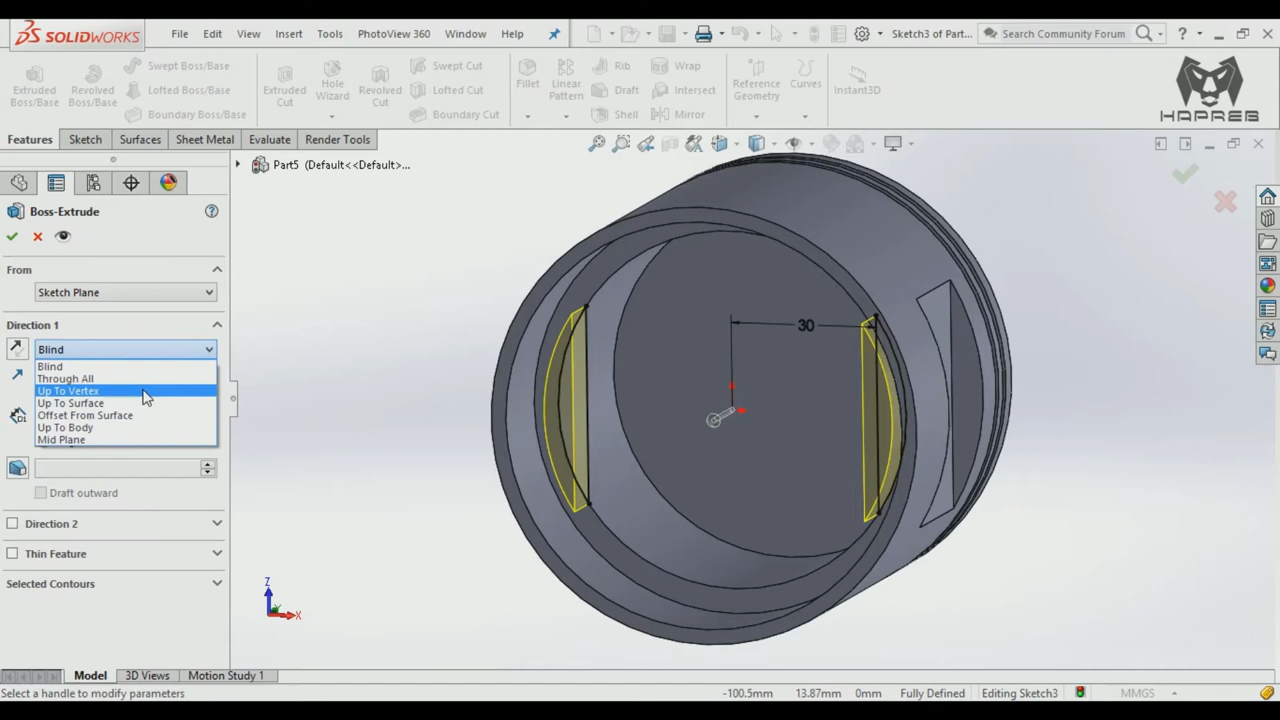 SOLIDWORKS
File Edit View Insert Tools PhotoView 360 Window Help
Sketch3 of Part...
Search Community Forum
Extruded Boss/Base
Revolved Boss/Base
Swept Boss/Base
Lofted Boss/Base
Boundary Boss/Base
Extruded Cut
Hole Wizard
Revolved Cut
Swept Cut
Lofted Cut
Boundary Cut
Fillet
Linear Pattern
Rib
Draft
Shell
Wrap
Intersect
Mirror
Reference Geometry
Curves
Instant3D
HAPREB
Features Sketch Surfaces Sheet Metal Evaluate Render Tools
Part5 (Default<<Default>...
Boss-Extrude
From
Sketch Plane
Direction 1
Blind
Blind
Through All
Up To Vertex
Up To Surface
Offset From Surface
Up To Body
Mid Plane
Draft outward
Direction 2
Thin Feature
Selected Contours
30
Z
X
Model 3D Views Motion Study 1
Select a handle to modify parameters
-100.5mm 13.87mm 0mm Fully Defined Editing Sketch3 MMGS